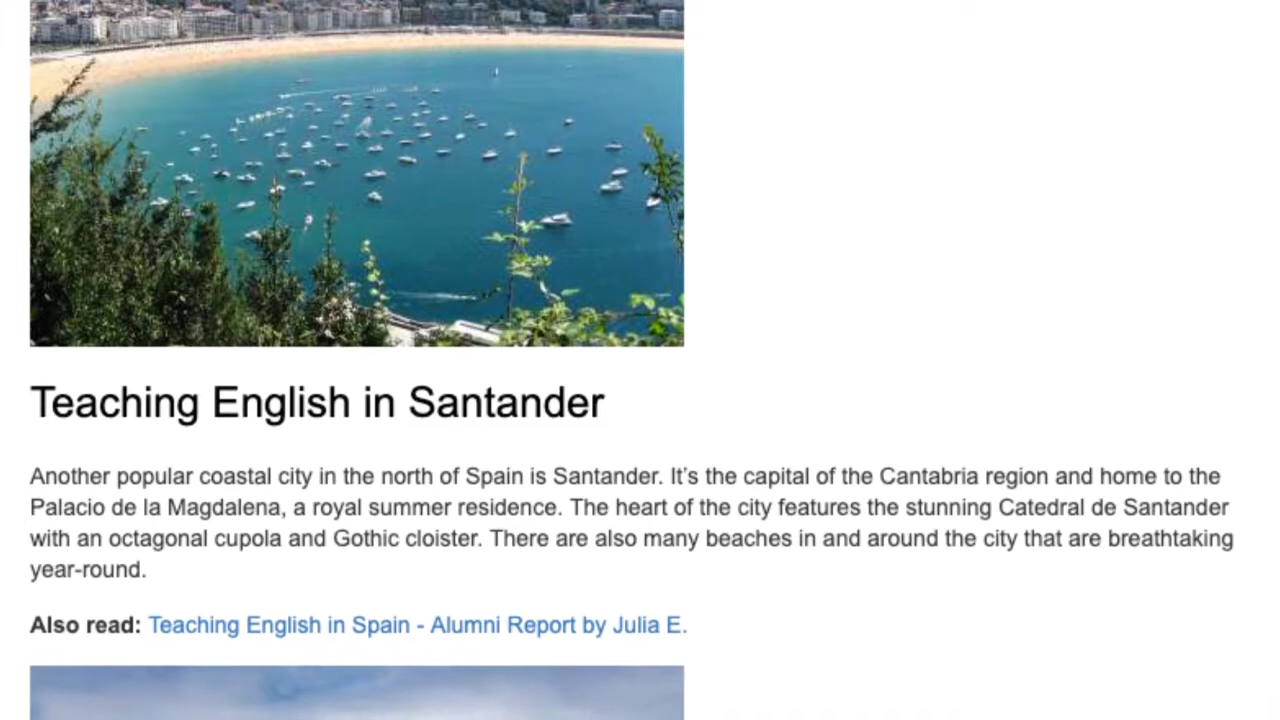 Teaching English in Santander
Another popular coastal city in the north of Spain is Santander. It’s the capital of the Cantabria region and home to the
Palacio de la Magdalena, a royal summer residence. The heart of the city features the stunning Catedral de Santander
with an octagonal cupola and Gothic cloister. There are also many beaches in and around the city that are breathtaking
year-round.
Also read: Teaching English in Spain - Alumni Report by Julia E.